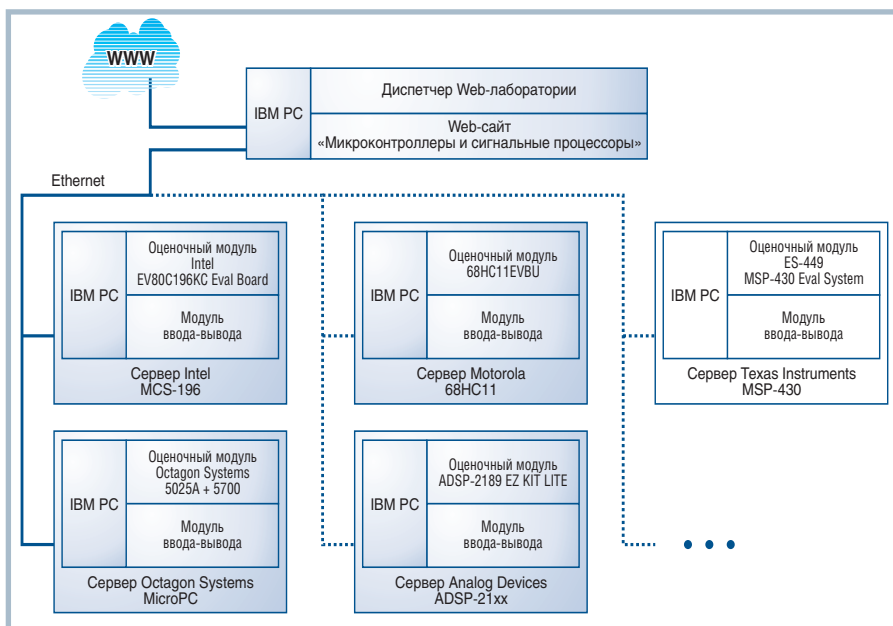 WWW
IBM PC
Диспетчер Web-лаборатории
Web-сайт
«Микроконтроллеры и сигнальные процессоры»
Ethernet
IBM PC
Оценочный модуль
Intel
EV80C196KC Eval Board
Модуль
ввода-вывода
Сервер Intel
MCS-196
IBM PC
Оценочный модуль
68HC11EVBU
Модуль
ввода-вывода
Сервер Motorola
68HC11
IBM PC
Оценочный модуль
ES-449
MSP-430 Eval System
Модуль
ввода-вывода
Сервер Texas Instruments
MSP-430
IBM PC
Оценочный модуль
Octagon Systems
5025A + 5700
Модуль
ввода-вывода
Сервер Octagon Systems
MicroPC
IBM PC
Оценочный модуль
ADSP-2189 EZ KIT LITE
Модуль
ввода-вывода
Сервер Analog Devices
ADSP-21xx
• • •